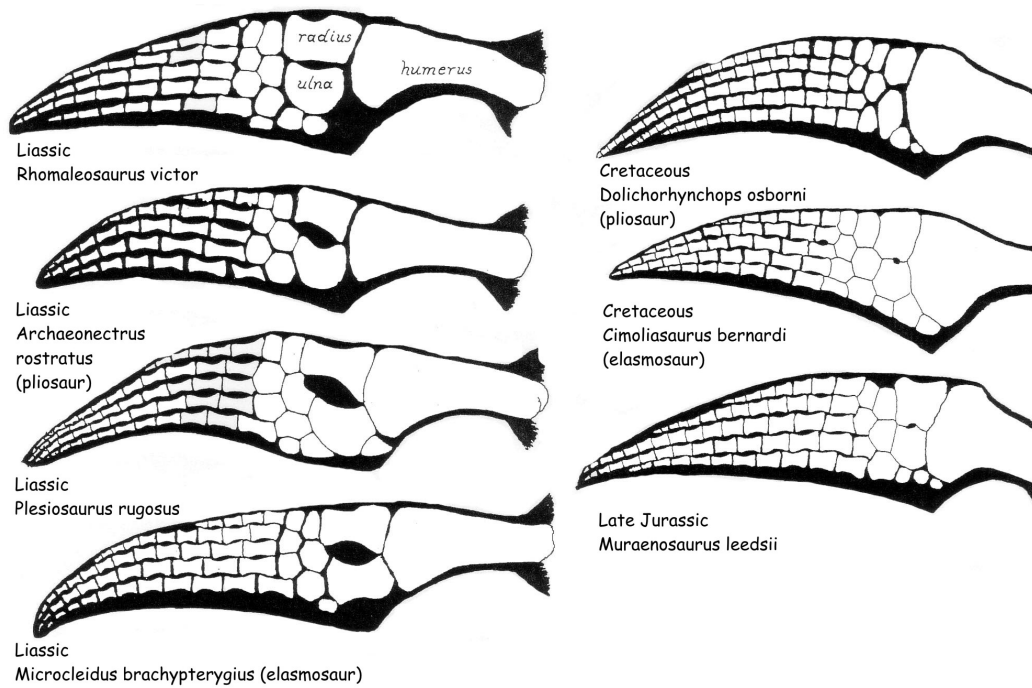 radius
ulna
humerus
Liassic
Rhomaleosaurus victor
Liassic
Archaeonectrus
rostratus
(pliosaur)
Liassic
Plesiosaurus rugosus
Liassic
Microcleidus brachypterygius (elasmosaur)
Cretaceous
Dolichorhynchops osborni
(pliosaur)
Cretaceous
Cimoliasaurus bernardi
(elasmosaur)
Late Jurassic
Muraenosaurus leedsii